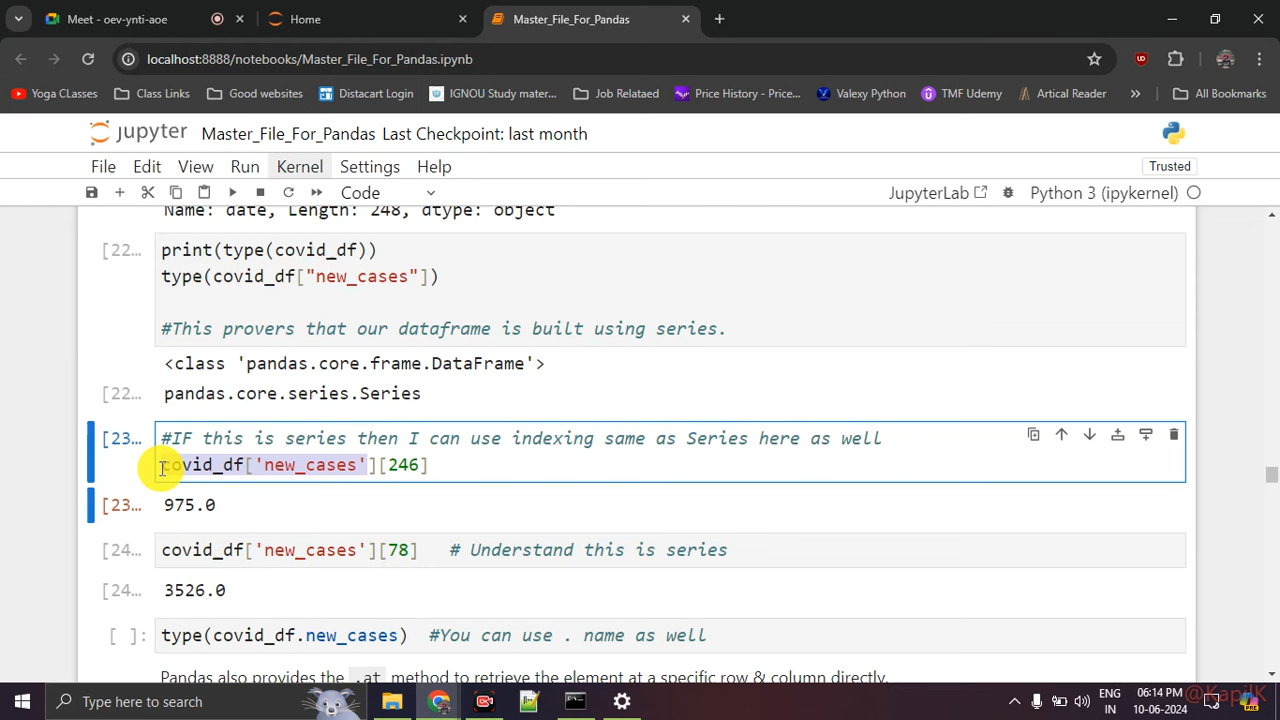 Meet - oev-ynti-aoe
Home
Master_File_For_Pandas
localhost:8888/notebooks/Master_File_For_Pandas.ipynb
Yoga CLasses
Class Links
Good websites
Distacart Login
IGNOU Study mater...
Job Relataed
Price History - Price...
Valexy Python
TMF Udemy
Artical Reader
All Bookmarks
jupyter Master_File_For_Pandas Last Checkpoint: last month
File Edit View Run Kernel Settings Help
Trusted
Code
JupyterLab
Python 3 (ipykernel)
Name: date, Length: 248, dtype: object
[22... print(type(covid_df))
type(covid_df["new_cases"])
#This provers that our dataframe is built using series.
<class 'pandas.core.frame.DataFrame'>
[22... pandas.core.series.Series
[23... #IF this is series then I can use indexing same as Series here as well
covid_df['new_cases'][246]
[23... 975.0
[24... covid_df['new_cases'][78] # Understand this is series
[24... 3526.0
[ ]: type(covid_df.new_cases) #You can use . name as well
Pandas also provides the .at method to retrieve the element at a specific row & column directly.
Type here to search
ENG
IN
06:14 PM
10-06-2024
@KapilK